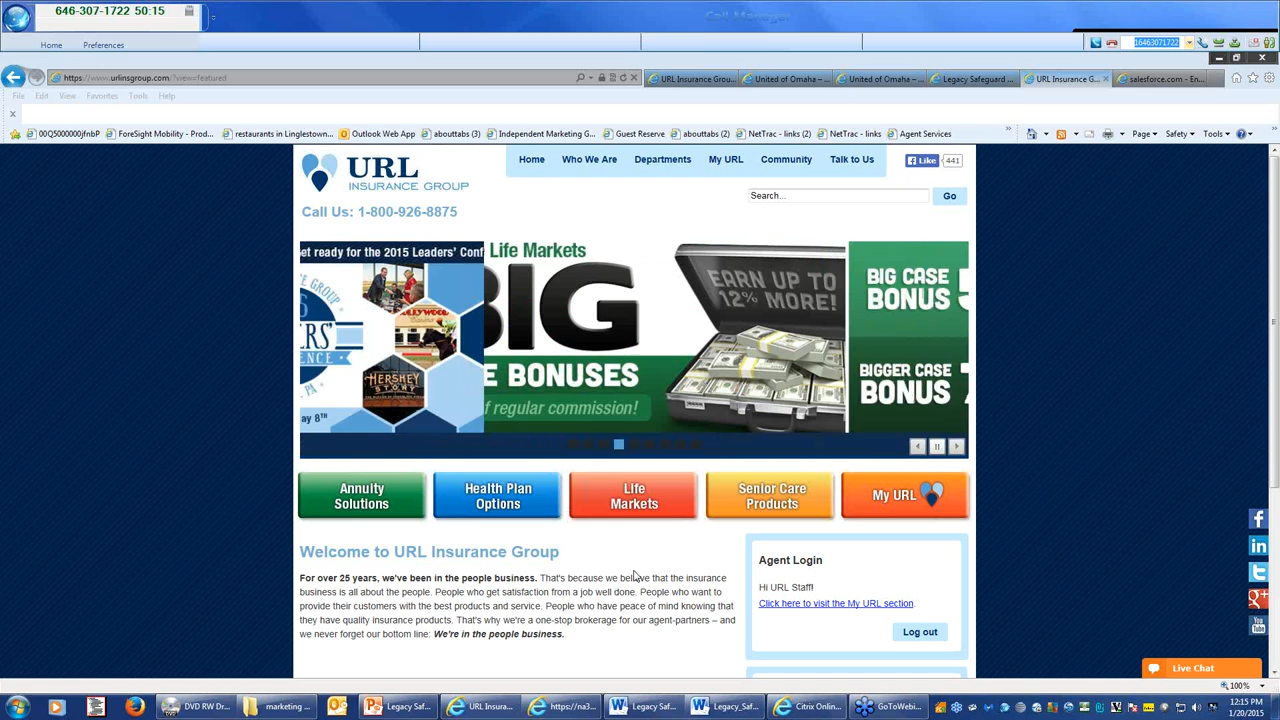 646-307-1722 50:15
Call Manager
Home Preferences
16463071722
https://www.urlinsgroup.com/?view=featured
URL Insurance Grou... United of Omaha –... United of Omaha –... Legacy Safeguard ... URL Insurance G... salesforce.com - En...
File Edit View Favorites Tools Help
00Q5000000jfnbP ForeSight Mobility - Prod... restaurants in Linglestown... Outlook Web App abouttabs (3) Independent Marketing G... Guest Reserve abouttabs (2) NetTrac - links (2) NetTrac - links Agent Services Page Safety Tools
URL
INSURANCE GROUP
Home Who We Are Departments My URL Community Talk to Us
Like 441
Search... Go
Call Us: 1-800-926-8875
et ready for the 2015 Leaders' Conf
Life Markets
BIG
E BONUSES
of regular commission!
EARN UP TO
12% MORE!
BIG CASE
BONUS
BIGGER CASE
BONUS
ERS'
ENCE
PA
HERSHEY
STORE
ay 8TH
Annuity
Solutions
Health Plan
Options
Life
Markets
Senior Care
Products
My URL
Welcome to URL Insurance Group
For over 25 years, we've been in the people business. That's because we believe that the insurance
business is all about the people. People who get satisfaction from a job well done. People who want to
provide their customers with the best products and service. People who have peace of mind knowing that
they have quality insurance products. That's why we're a one-stop brokerage for our agent-partners – and
we never forget our bottom line: We're in the people business.
Agent Login
Hi URL Staff!
Click here to visit the My URL section.
Log out
Live Chat
100%
DVD RW Dr... marketing ... Legacy Saf... URL Insura... https://na3... Legacy Saf... Legacy_Saf... Citrix Onlin... GoToWebi...
12:15 PM
1/20/2015